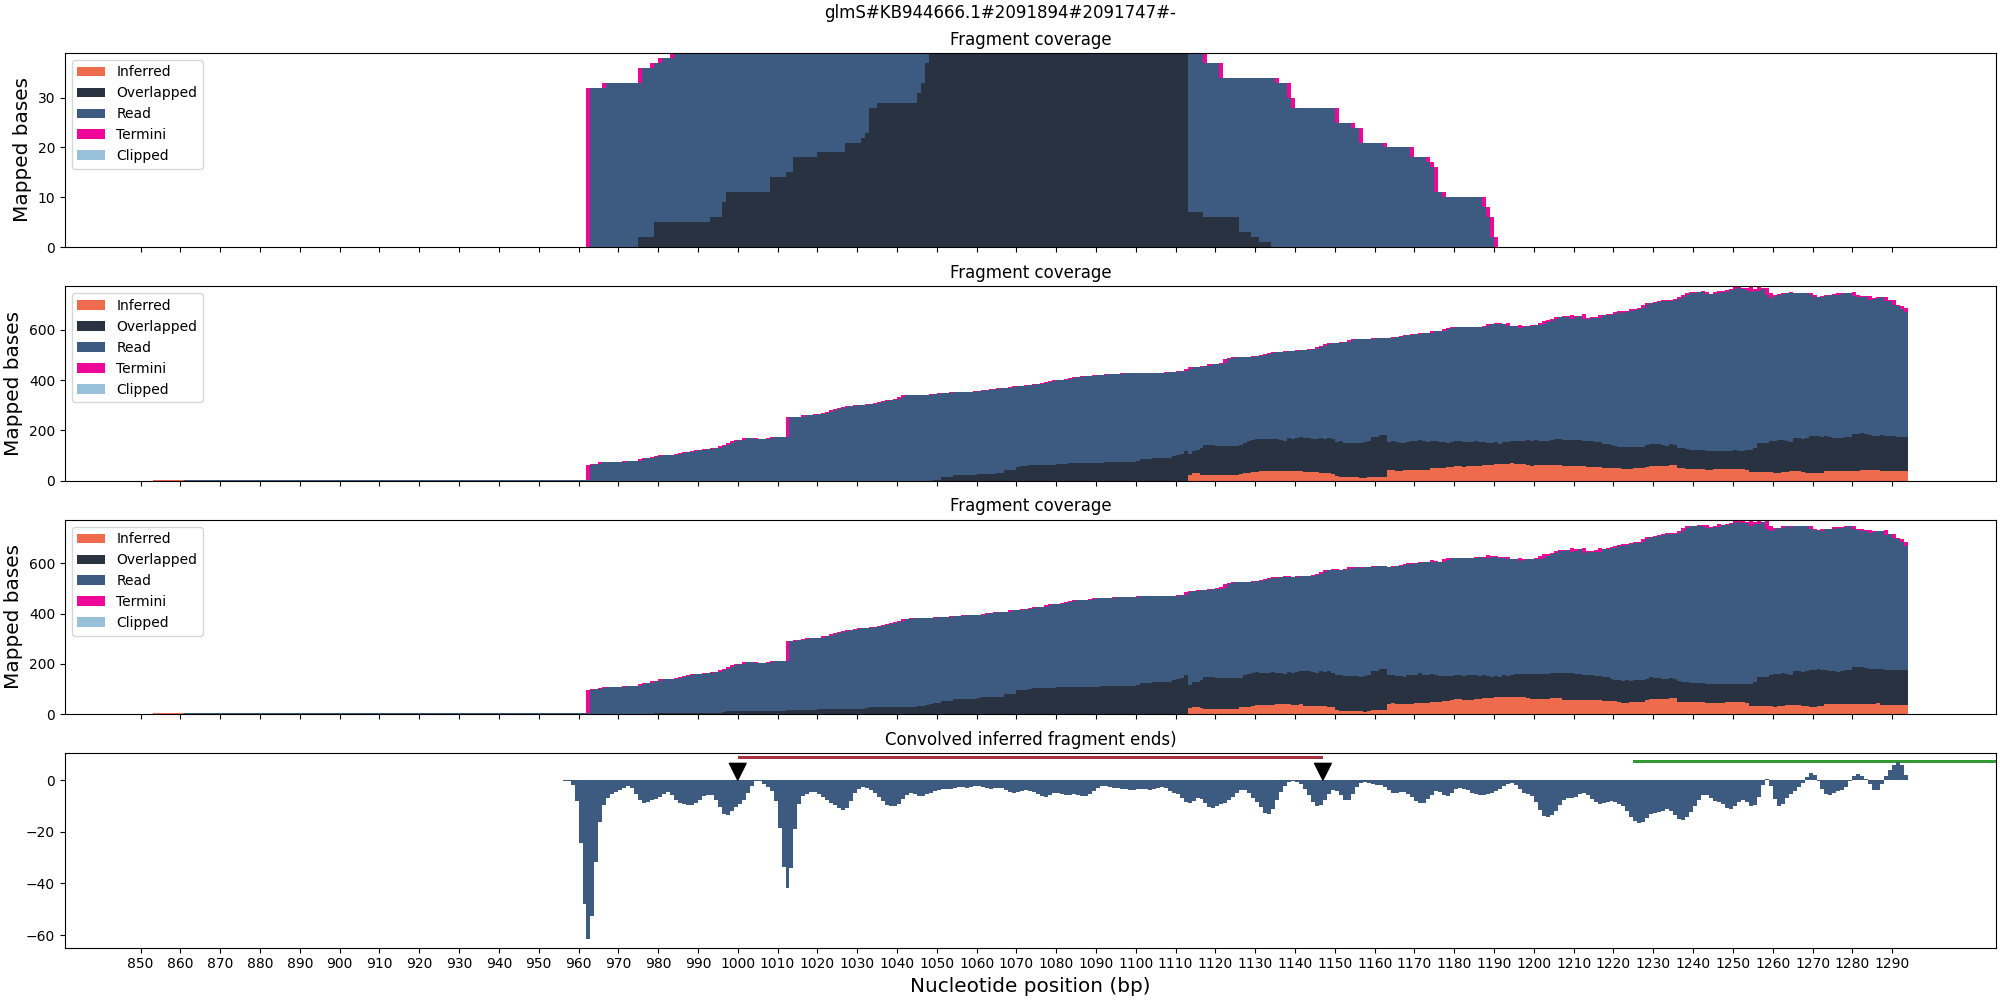 glmS#KB944666.1#2091894#2091747#-
Fragment coverage
Mapped bases
30
20
10
0
Inferred
Overlapped
Read
Termini
Clipped
Fragment coverage
Mapped bases
600
400
200
0
Inferred
Overlapped
Read
Termini
Clipped
Fragment coverage
Mapped bases
600
400
200
0
Inferred
Overlapped
Read
Termini
Clipped
Convolved inferred fragment ends)
0
−20
−40
−60
850 860 870 880 890 900 910 920 930 940 950 960 970 980 990 1000 1010 1020 1030 1040 1050 1060 1070 1080 1090 1100 1110 1120 1130 1140 1150 1160 1170 1180 1190 1200 1210 1220 1230 1240 1250 1260 1270 1280 1290
Nucleotide position (bp)